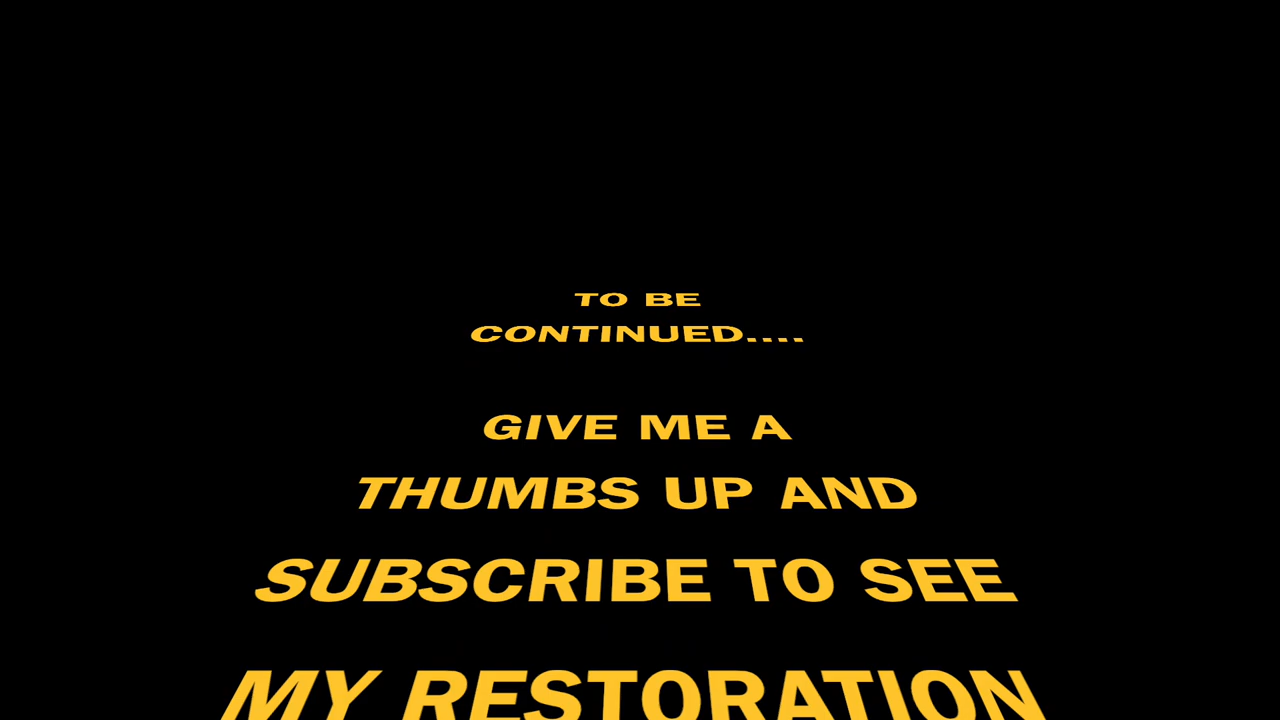 TO BE
CONTINUED....
GIVE ME A
THUMBS UP AND
SUBSCRIBE TO SEE
MY RESTORATION